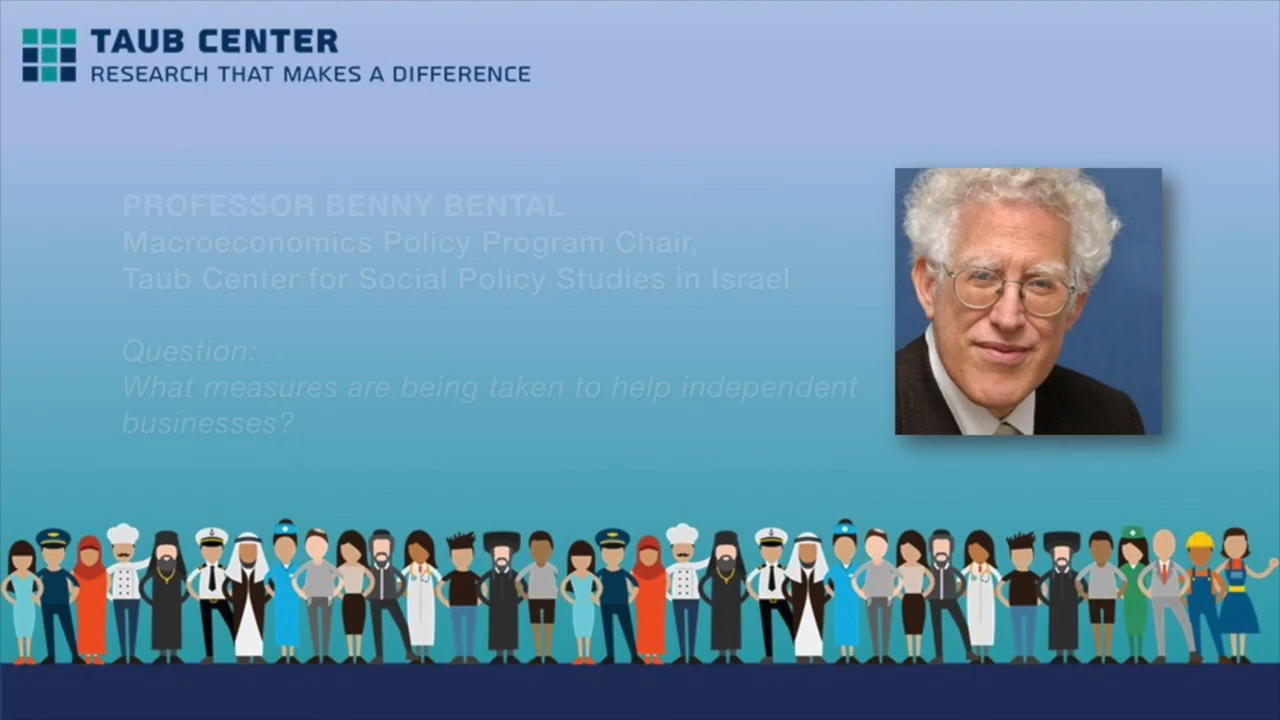 TAUB CENTER
RESEARCH THAT MAKES A DIFFERENCE
PROFESSOR BENNY BENTAL
Macroeconomics Policy Program Chair,
Taub Center for Social Policy Studies in Israel
Question:
What measures are being taken to help independent
businesses?